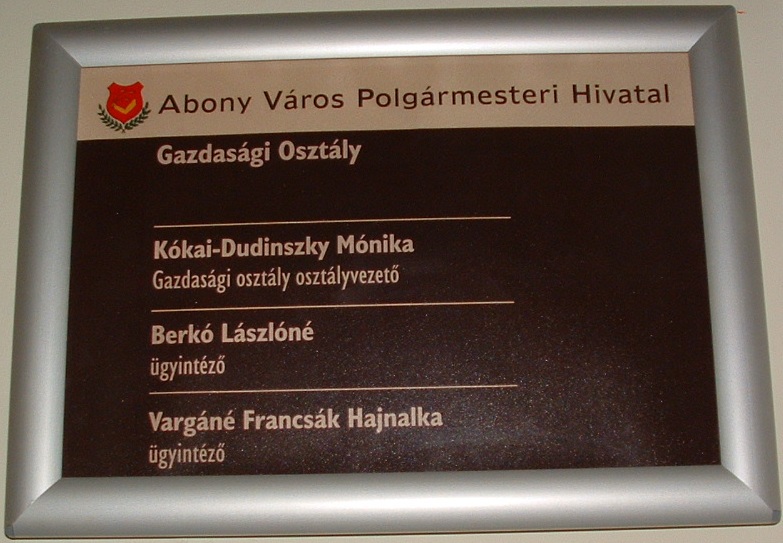 Abony Város Polgármesteri Hivatal
Gazdasági Osztály
Kókai-Dudinszky Mónika
Gazdasági osztály osztályvezető
Berkó Lászlóné
ügyintéző
Vargáné Francsák Hajnalka
ügyintéző